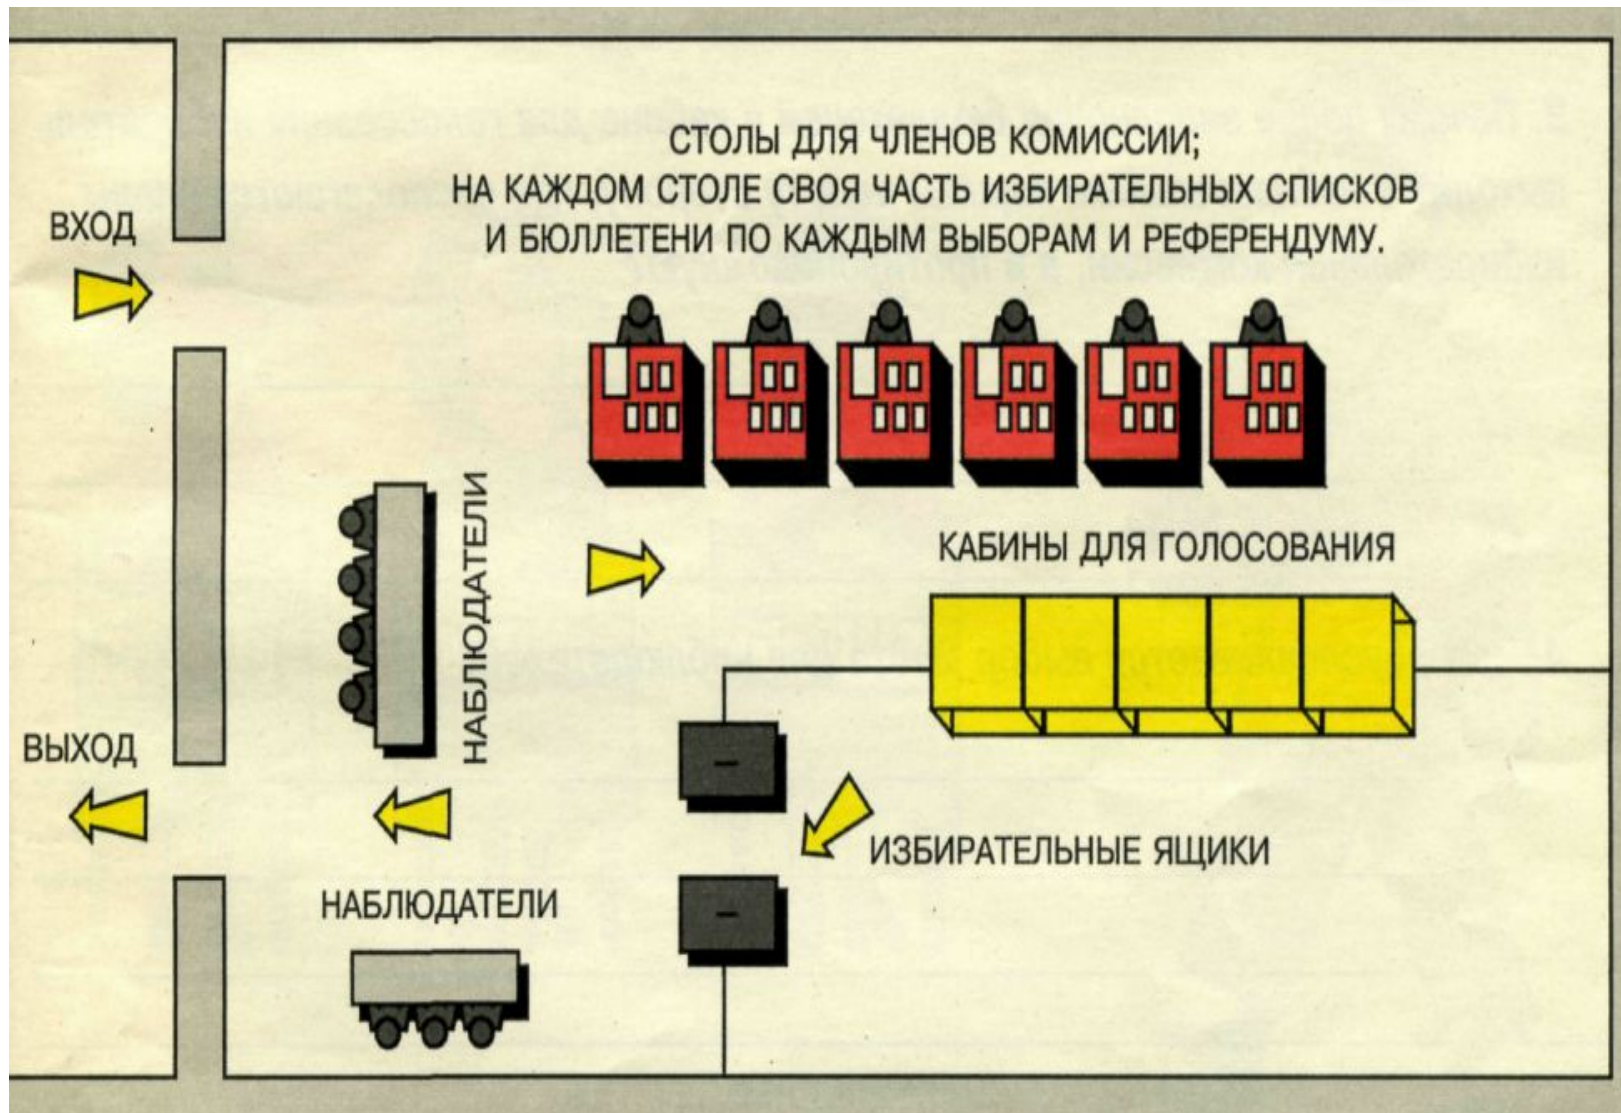 СТОЛЫ ДЛЯ ЧЛЕНОВ КОМИССИИ;
НА КАЖДОМ СТОЛЕ СВОЯ ЧАСТЬ ИЗБИРАТЕЛЬНЫХ СПИСКОВ
И БЮЛЛЕТЕНИ ПО КАЖДЫМ ВЫБОРАМ И РЕФЕРЕНДУМУ.
ВХОД
НАБЛЮДАТЕЛИ
КАБИНЫ ДЛЯ ГОЛОСОВАНИЯ
ВЫХОД
ИЗБИРАТЕЛЬНЫЕ ЯЩИКИ
НАБЛЮДАТЕЛИ